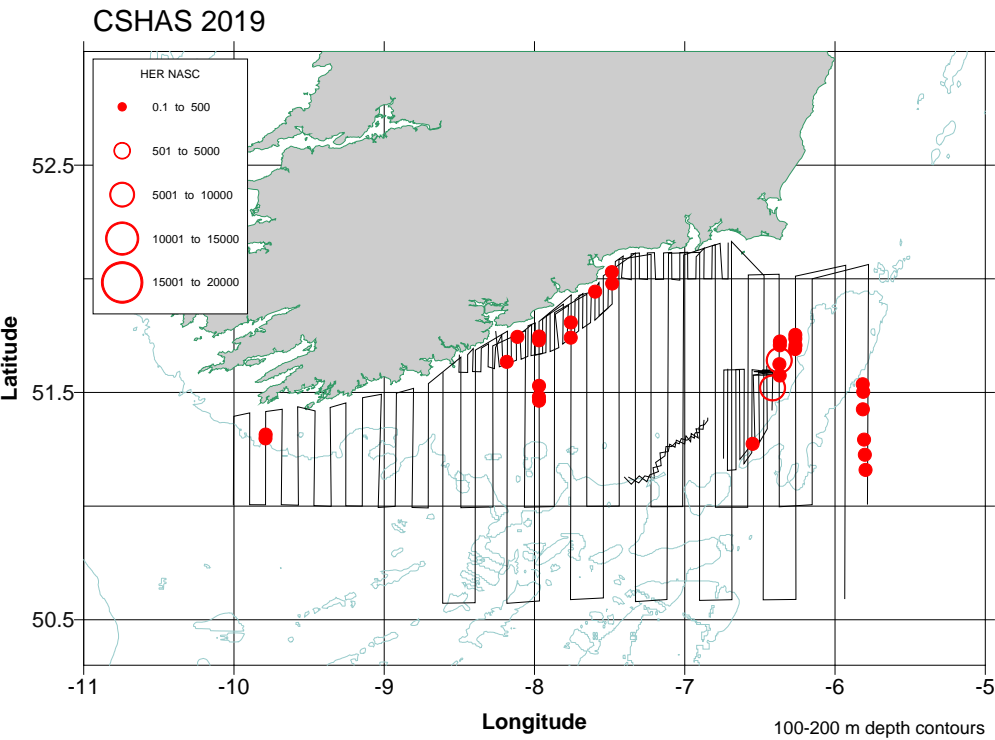 CSHAS 2019
HER NASC
0.1 to 500
501 to 5000
5001 to 10000
10001 to 15000
15001 to 20000
52.5
51.5
50.5
Latitude
-11 -10 -9 -8 -7 -6 -5
Longitude
100-200 m depth contours